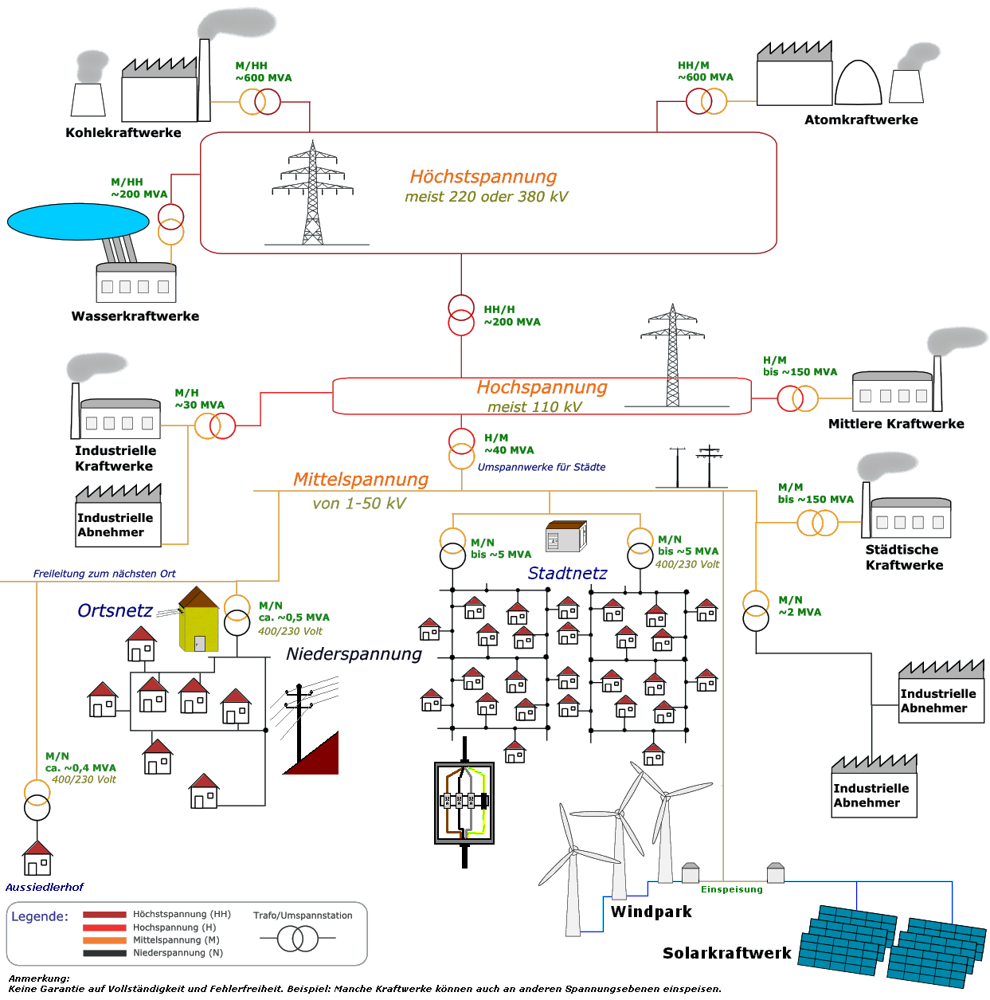 M/HH
~600 MVA
Kohlekraftwerke
HH/M
~600 MVA
Atomkraftwerke
Höchstspannung
meist 220 oder 380 kV
M/HH
~200 MVA
Wasserkraftwerke
HH/H
~200 MVA
H/M
bis ~150 MVA
Mittlere Kraftwerke
Hochspannung
meist 110 kV
M/H
~30 MVA
Industrielle
Kraftwerke
Industrielle
Abnehmer
H/M
~40 MVA
Umspannwerke für Städte
Mittelspannung
von 1-50 kV
M/M
bis ~150 MVA
Städtische
Kraftwerke
M/N
bis ~5 MVA
M/N
bis ~5 MVA
400/230 Volt
Stadtnetz
Freileitung zum nächsten Ort
Ortsnetz
M/N
ca. ~0,5 MVA
400/230 Volt
Niederspannung
M/N
~2 MVA
Industrielle
Abnehmer
Industrielle
Abnehmer
M/N
ca. ~0,4 MVA
400/230 Volt
Aussiedlerhof
Einspeisung
Windpark
Solarkraftwerk
Legende:
Höchstspannung (HH)
Hochspannung (H)
Mittelspannung (M)
Niederspannung (N)
Trafo/Umspannstation
Anmerkung:
Keine Garantie auf Vollständigkeit und Fehlerfreiheit. Beispiel: Manche Kraftwerke können auch an anderen Spannungsebenen einspeisen.